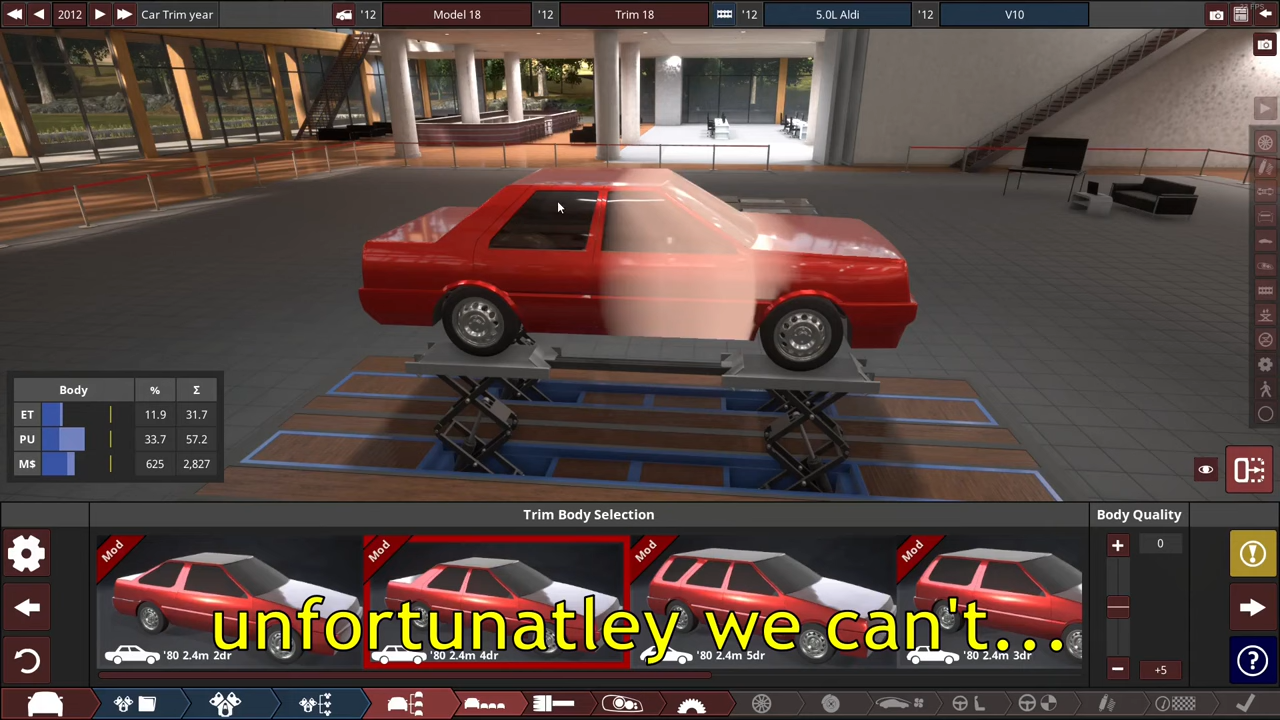 2012 Car Trim year '12 Model 18 '12 Trim 18 '12 5.0L Aldi '12 V10
Body % Σ
ET 11.9 31.7
PU 33.7 57.2
M$ 625 2,827
Trim Body Selection
Body Quality
Mod Mod Mod Mod
+ 0
unfortunatley we can't...
'80 2.4m 2dr '80 2.4m 4dr '80 2.4m 5dr '80 2.4m 3dr
- +5